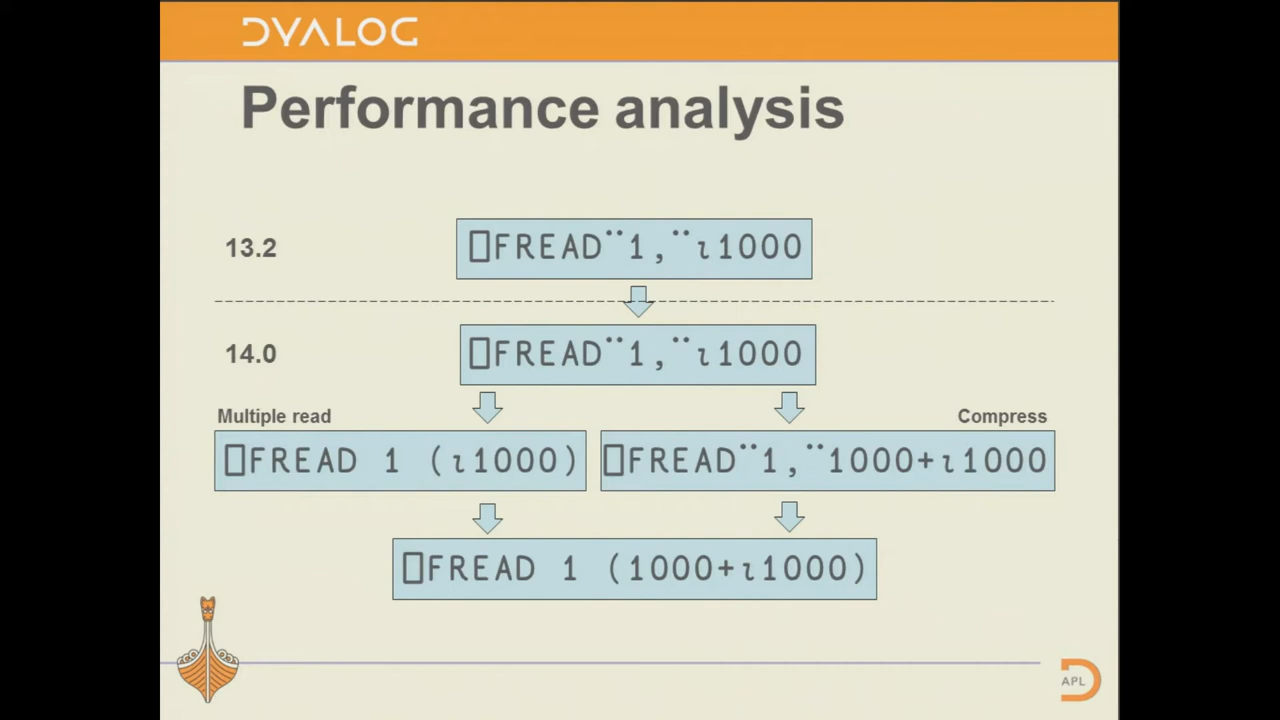 DYALOG
Performance analysis
13.2
⎕FREAD¨1,¨⍳1000
14.0
⎕FREAD¨1,¨⍳1000
Multiple read
Compress
⎕FREAD 1 (⍳1000)
⎕FREAD¨1,¨1000+⍳1000
⎕FREAD 1 (1000+⍳1000)
APL